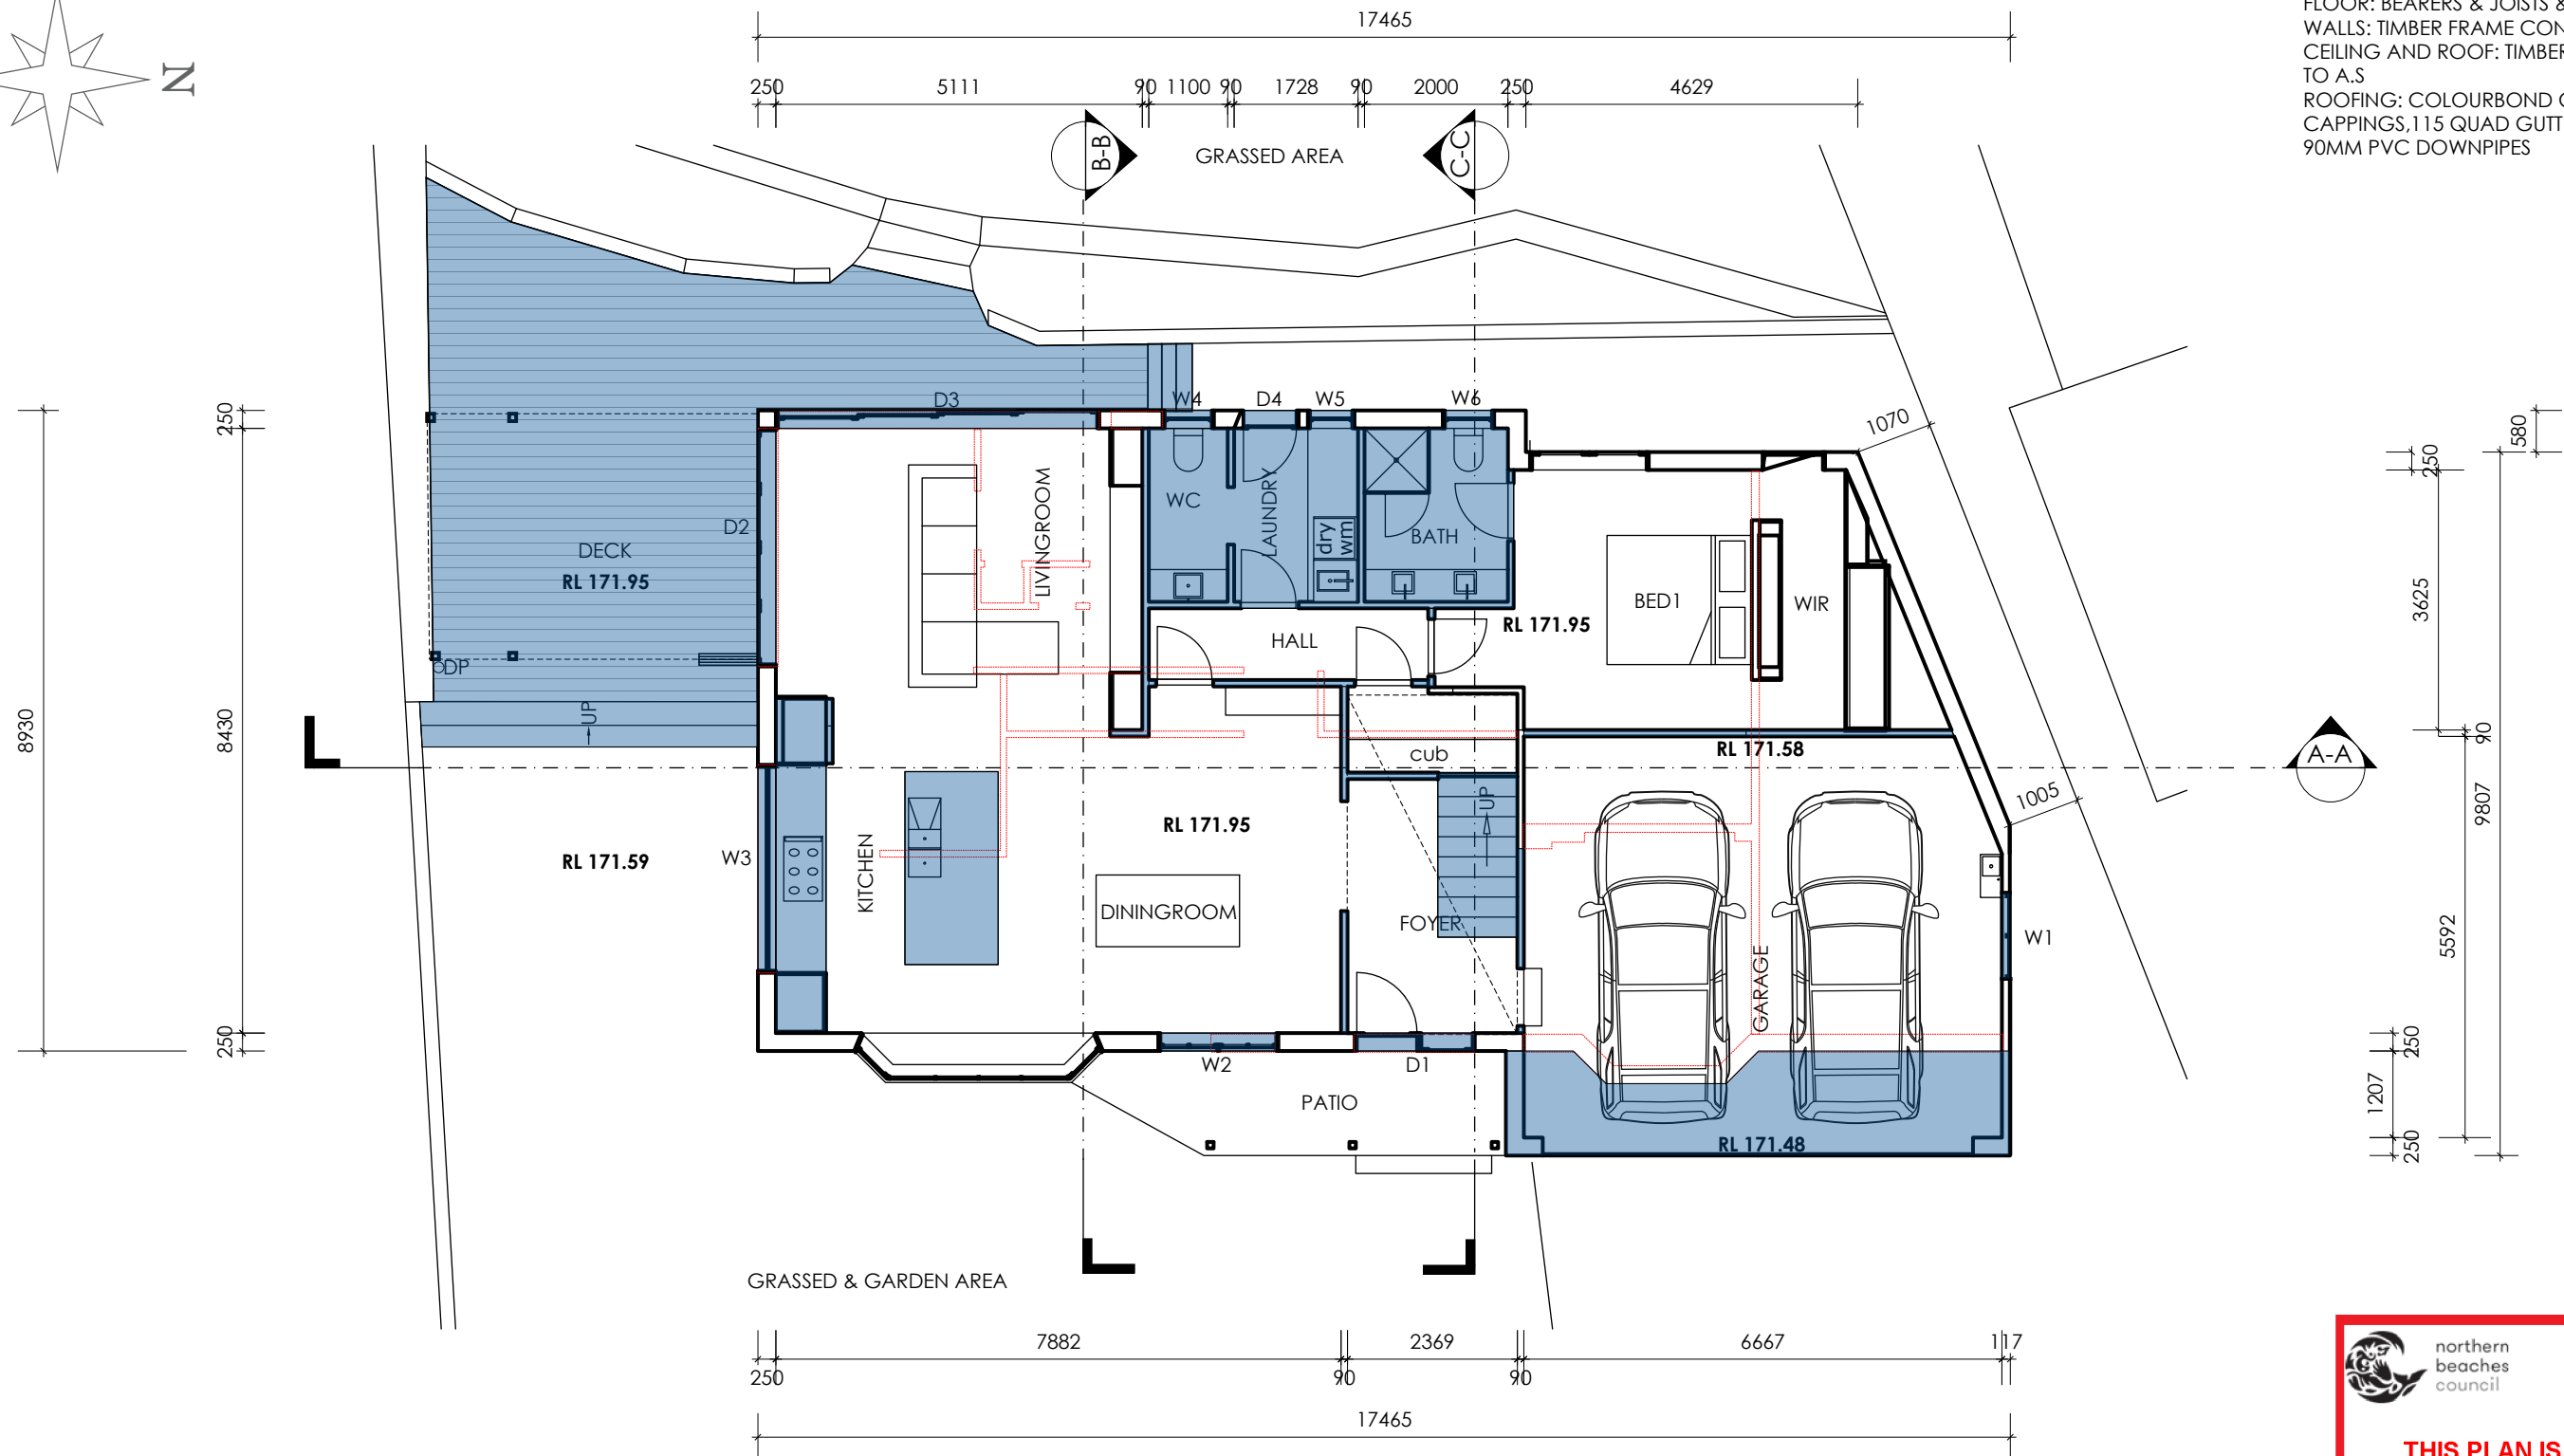 17465
FLOOR: BEARERS & JOISTS &
WALLS: TIMBER FRAME CON
CEILING AND ROOF: TIMBER
TO A.S
ROOFING: COLOURBOND
CAPPINGS,115 QUAD GUTT
90MM PVC DOWNPIPES
N
250 5111 90 1100 90 1728 90 2000 250 4629
B-B
GRASSED AREA
C-C
D3 W4 D4 W5 W6
1070
580
250
250
WC
LAUNDRY
LIVINGROOM
D2
dry
wm
BATH
DECK
RL 171.95
BED1
WIR
3625
HALL
RL 171.95
DP
UP
8930
8430
90
RL 171.58
cub
A-A
UP
1005
9807
RL 171.95
KITCHEN
W3
RL 171.59
DININGROOM
FOYER
W1
5592
GARAGE
250
250
W2
D1
PATIO
1207
RL 171.48
250
GRASSED & GARDEN AREA
7882 2369 6667 117
250 90 90
17465
northern
beaches
council
THIS PLAN IS